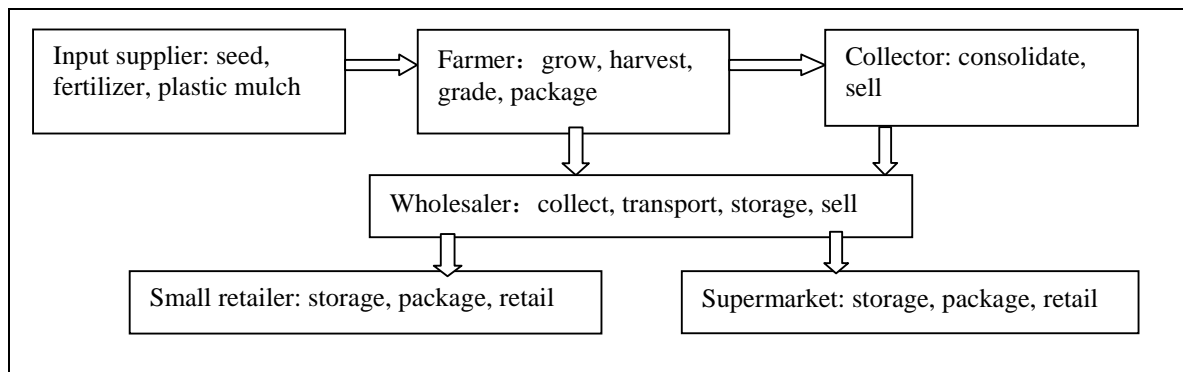 Input supplier: seed,
fertilizer, plastic mulch
Farmer：grow, harvest,
grade, package
Collector: consolidate,
sell
Wholesaler：collect, transport, storage, sell
Small retailer: storage, package, retail
Supermarket: storage, package, retail